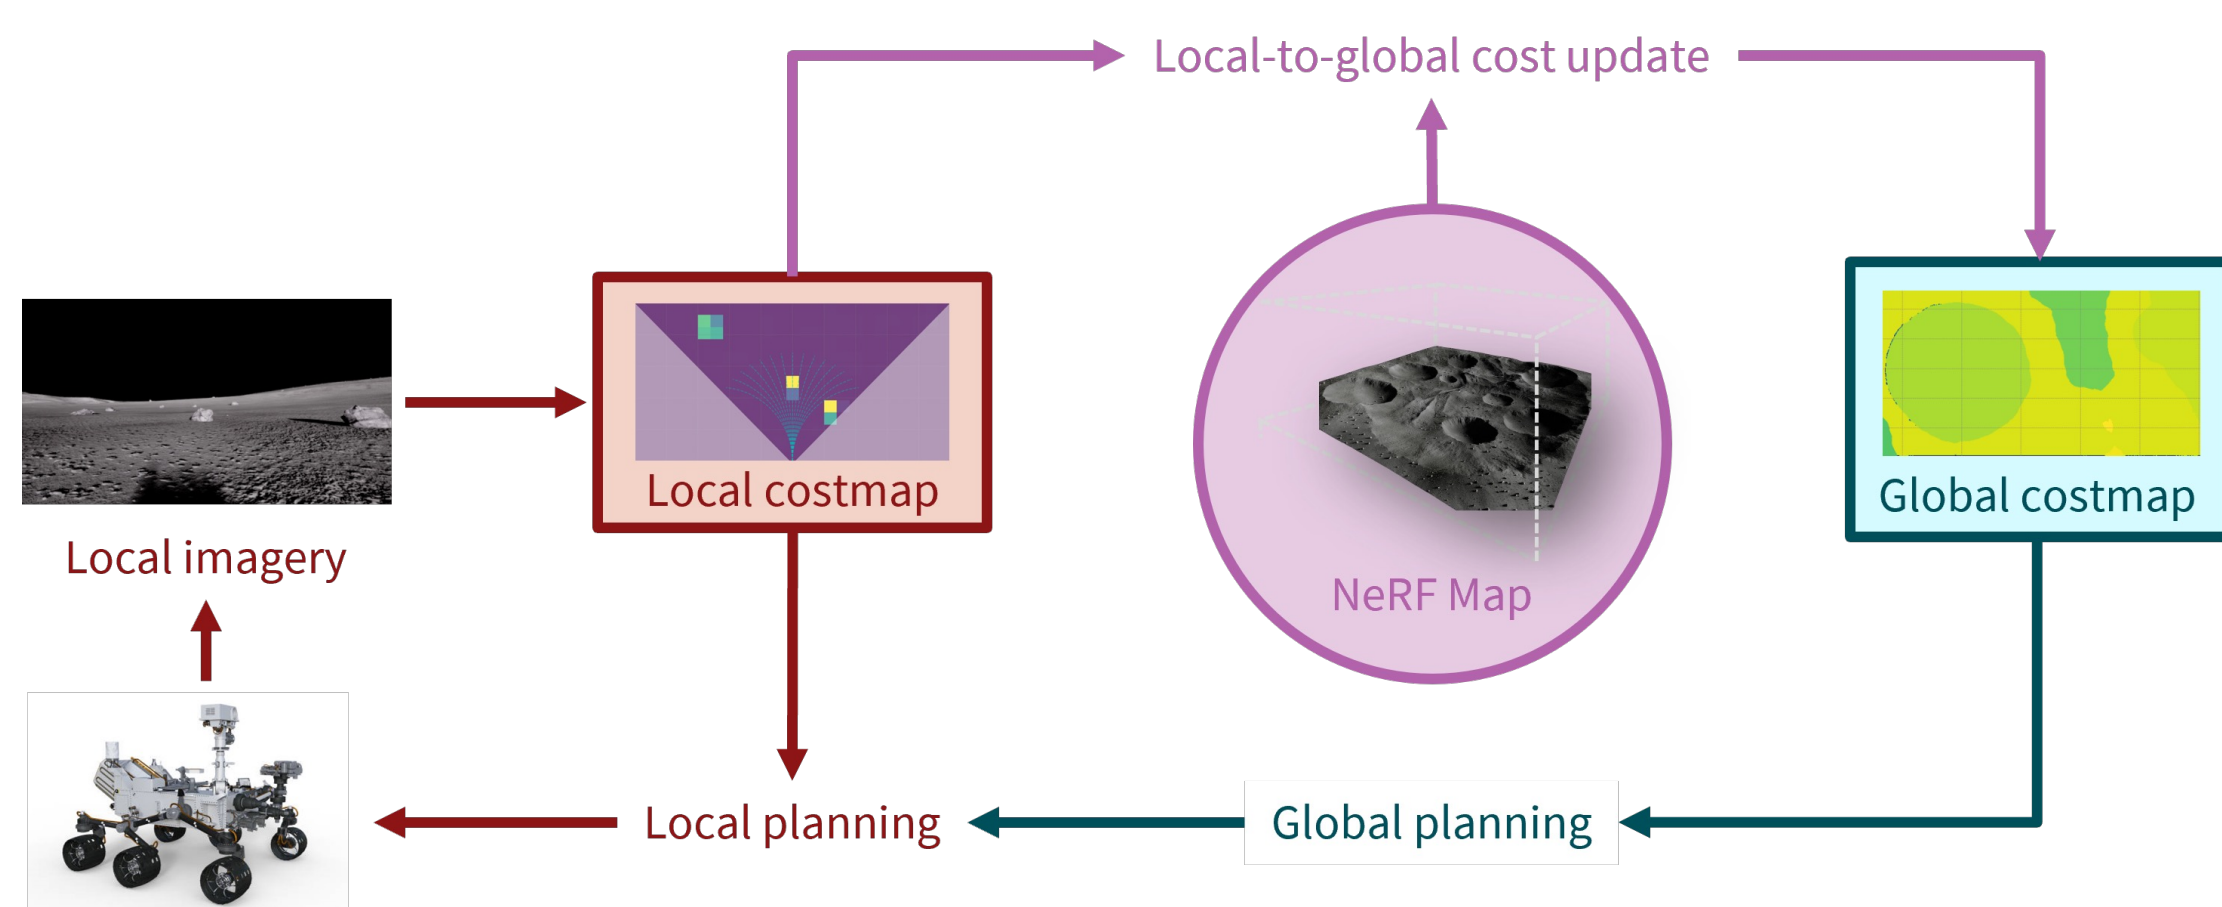 Local-to-global cost update
Local costmap
Global costmap
Local imagery
NeRF Map
Local planning
Global planning